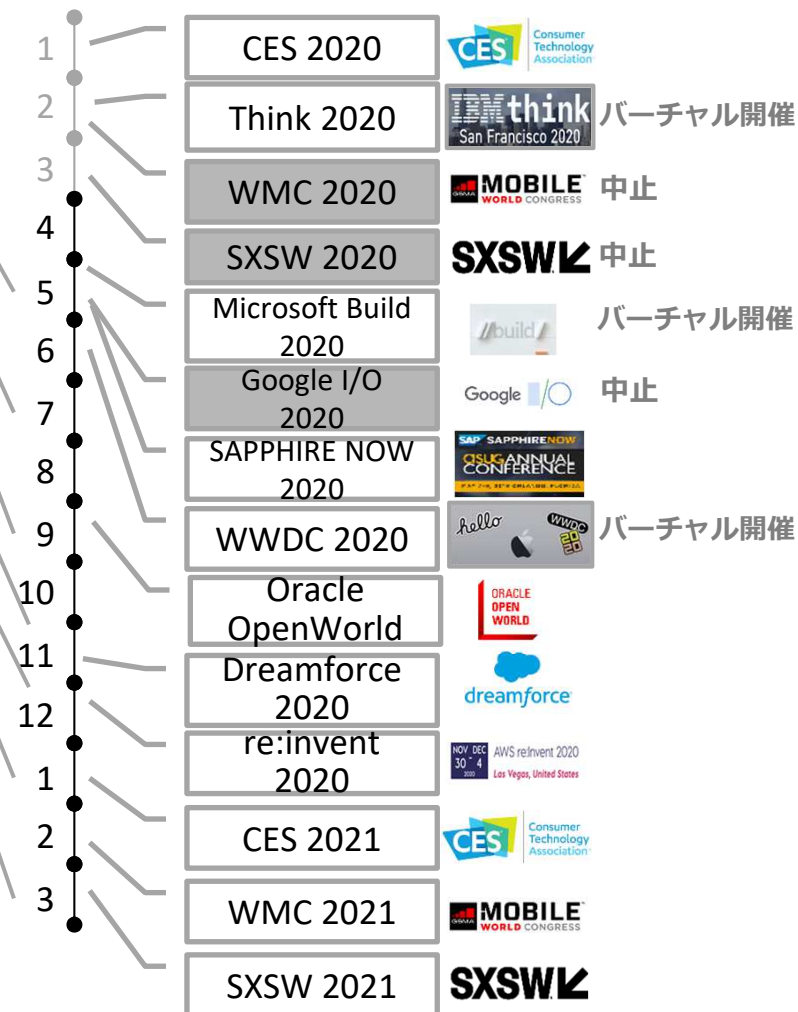 1
CES 2020
CES Consumer
Technology
Association
2
Think 2020
IBM think
San Francisco 2020
バーチャル開催
3
WMC 2020
GSMA MOBILE
WORLD CONGRESS
中止
4
SXSW 2020
SXSW
中止
5
Microsoft Build
2020
//build/
バーチャル開催
6
Google I/O
2020
Google I/O
中止
7
SAPPHIRE NOW
2020
SAP SAPPHIRE NOW
ASUG ANNUAL
CONFERENCE
8
WWDC 2020
hello
WWDC
2020
バーチャル開催
9
Oracle
OpenWorld
ORACLE
OPEN
WORLD
10
11
Dreamforce
2020
dreamforce
12
re:invent
2020
NOV DEC
30 - 4
2020
AWS re:Invent 2020
Las Vegas, United States
1
CES 2021
CES Consumer
Technology
Association
2
WMC 2021
GSMA MOBILE
WORLD CONGRESS
3
SXSW 2021
SXSW